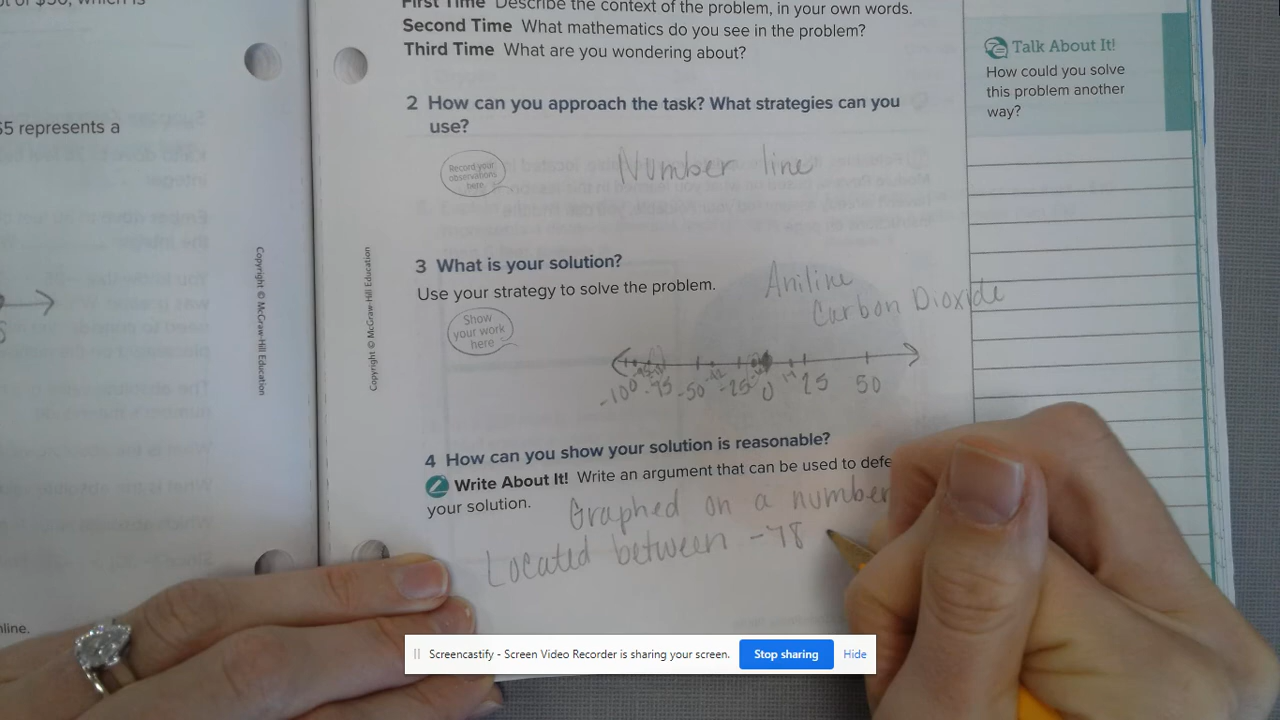 First Time Describe the context of the problem, in your own words.
Second Time What mathematics do you see in the problem?
Third Time What are you wondering about?
2 How can you approach the task? What strategies can you
use?
Record your
observations
here
Number line
3 What is your solution?
Use your strategy to solve the problem.
Aniline
Carbon Dioxide
Show
your work
here
-100 -75 -50 -25 0 25 50
4 How can you show your solution is reasonable?
Write About It! Write an argument that can be used to defe
your solution.
Graphed on a number
Located between -78
Talk About It!
How could you solve
this problem another
way?
$5 represents a
Copyright © McGraw-Hill Education
Copyright © McGraw-Hill Education
nline.
Screencastify - Screen Video Recorder is sharing your screen.
Stop sharing
Hide